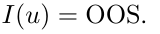 I(u) = OOS.